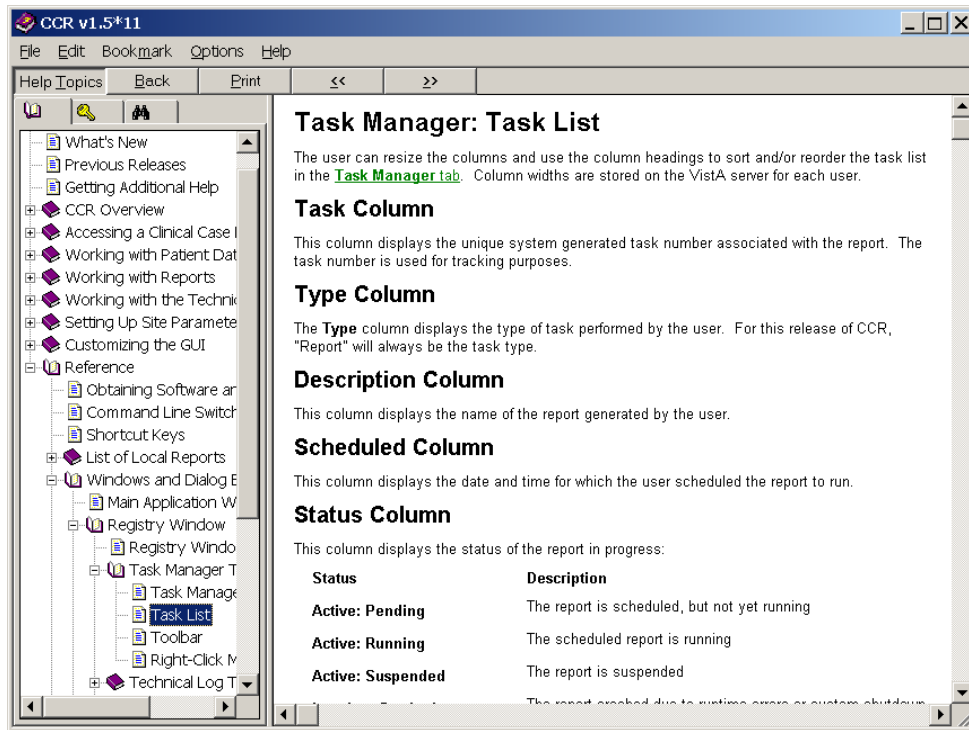 CCR v1.5*11
File Edit Bookmark Options Help
Help Topics Back Print << >>
What's New
Previous Releases
Getting Additional Help
CCR Overview
Accessing a Clinical Case
Working with Patient Dat
Working with Reports
Working with the Technic
Setting Up Site Paramete
Customizing the GUI
Reference
Obtaining Software an
Command Line Switch
Shortcut Keys
List of Local Reports
Windows and Dialog B
Main Application W
Registry Window
Registry Windo
Task Manager T
Task Manage
Task List
Toolbar
Right-Click M
Technical Log T
Task Manager: Task List
The user can resize the columns and use the column headings to sort and/or reorder the task list
in the Task Manager tab. Column widths are stored on the VistA server for each user.
Task Column
This column displays the unique system generated task number associated with the report. The
task number is used for tracking purposes.
Type Column
The Type column displays the type of task performed by the user. For this release of CCR,
"Report" will always be the task type.
Description Column
This column displays the name of the report generated by the user.
Scheduled Column
This column displays the date and time for which the user scheduled the report to run.
Status Column
This column displays the status of the report in progress:
Status Description
Active: Pending The report is scheduled, but not yet running
Active: Running The scheduled report is running
Active: Suspended The report is suspended
The report crashed due to runtime errors or custom shutdown